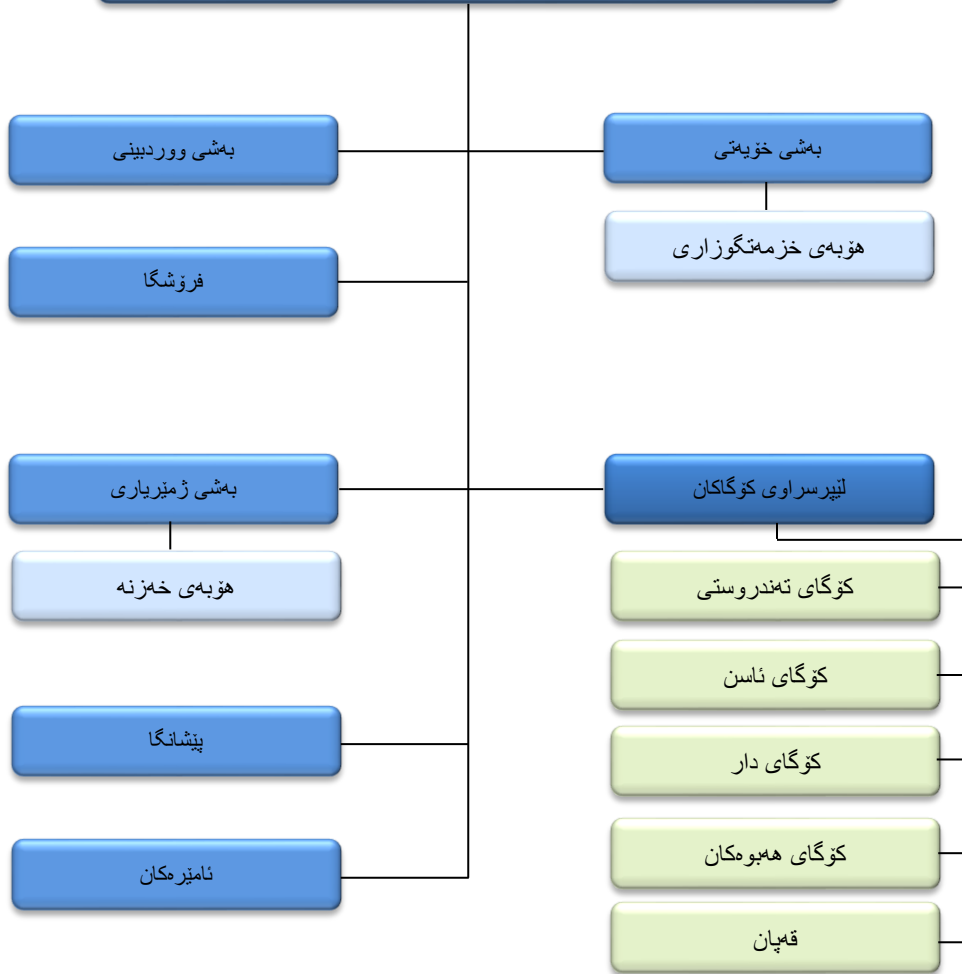 بەشی خۆیەتی
هۆبەی خزمەتگوزاری
بەشی ووردبینی
فرۆشگا
لێپرسراوی کۆگاکان
کۆگای تەندروستی
کۆگای ئاسن
کۆگای دار
کۆگای هەبوەکان
قەپان
بەشی ژمێریاری
هۆبەی خەزنە
پێشانگا
ئامێرەکان